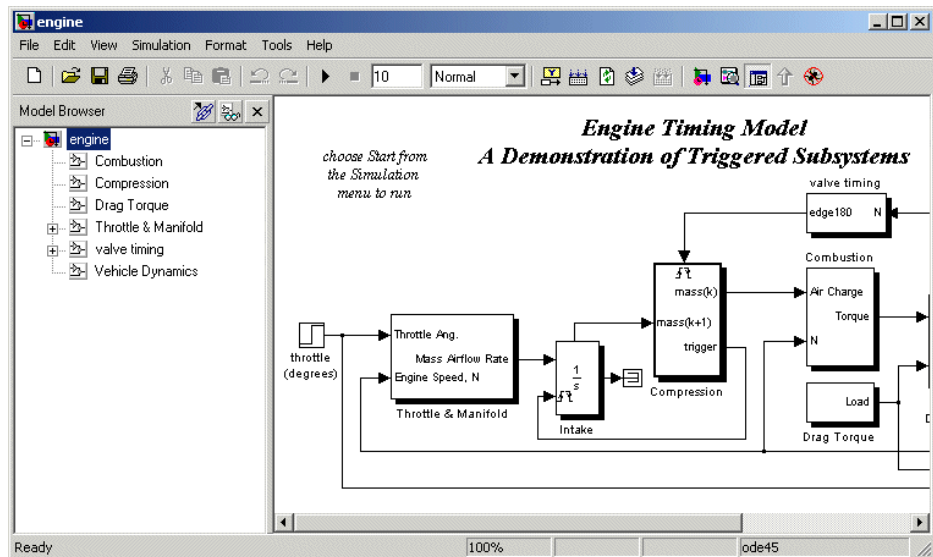 engine
File Edit View Simulation Format Tools Help
10 Normal
Model Browser
engine
Combustion
Compression
Drag Torque
Throttle & Manifold
valve timing
Vehicle Dynamics
Engine Timing Model
A Demonstration of Triggered Subsystems
choose Start from
the Simulation
menu to run
valve timing
edge180 N
Combustion
Air Charge
Torque
N
mass(k)
mass(k+1)
trigger
Compression
throttle
(degrees)
Throttle Ang.
Mass Airflow Rate
Engine Speed, N
Throttle & Manifold
1
s
Intake
Load
Drag Torque
Ready 100% ode45